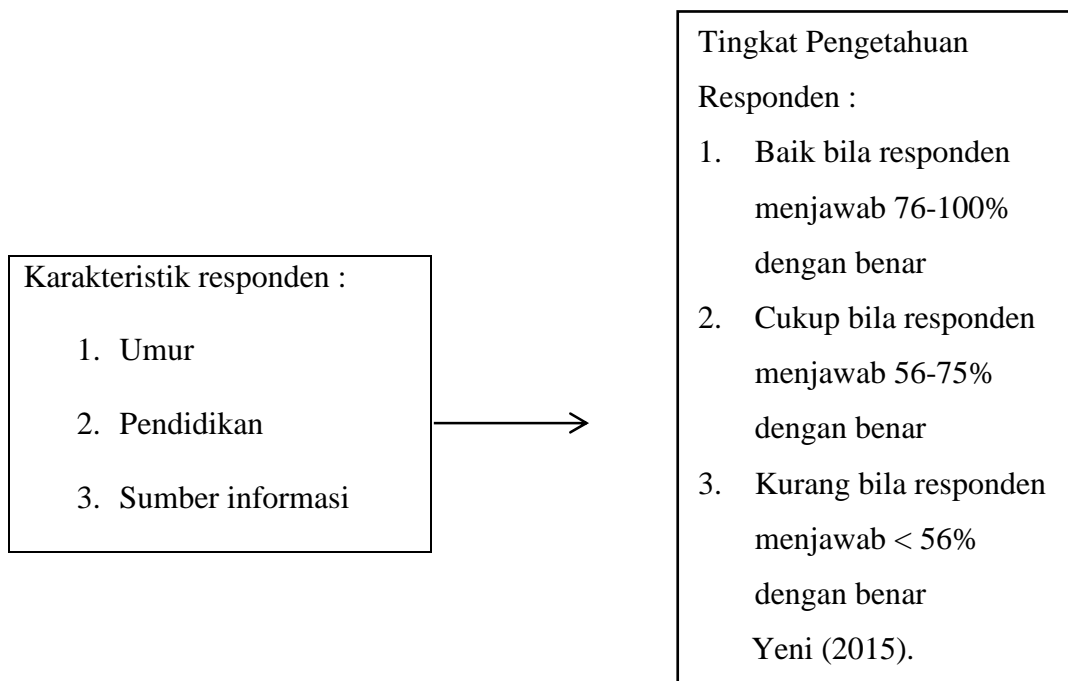 Karakteristik responden :
1. Umur
2. Pendidikan
3. Sumber informasi
Tingkat Pengetahuan
Responden :
1. Baik bila responden
menjawab 76-100%
dengan benar
2. Cukup bila responden
menjawab 56-75%
dengan benar
3. Kurang bila responden
menjawab < 56%
dengan benar
Yeni (2015).